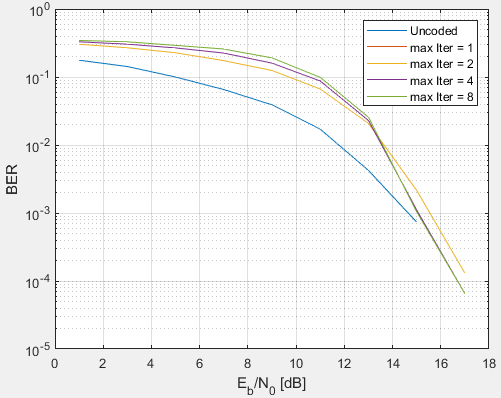 10^0
10^-1
10^-2
10^-3
10^-4
10^-5
BER
Uncoded
max Iter = 1
max Iter = 2
max Iter = 4
max Iter = 8
0 2 4 6 8 10 12 14 16 18
E_b/N_0 [dB]